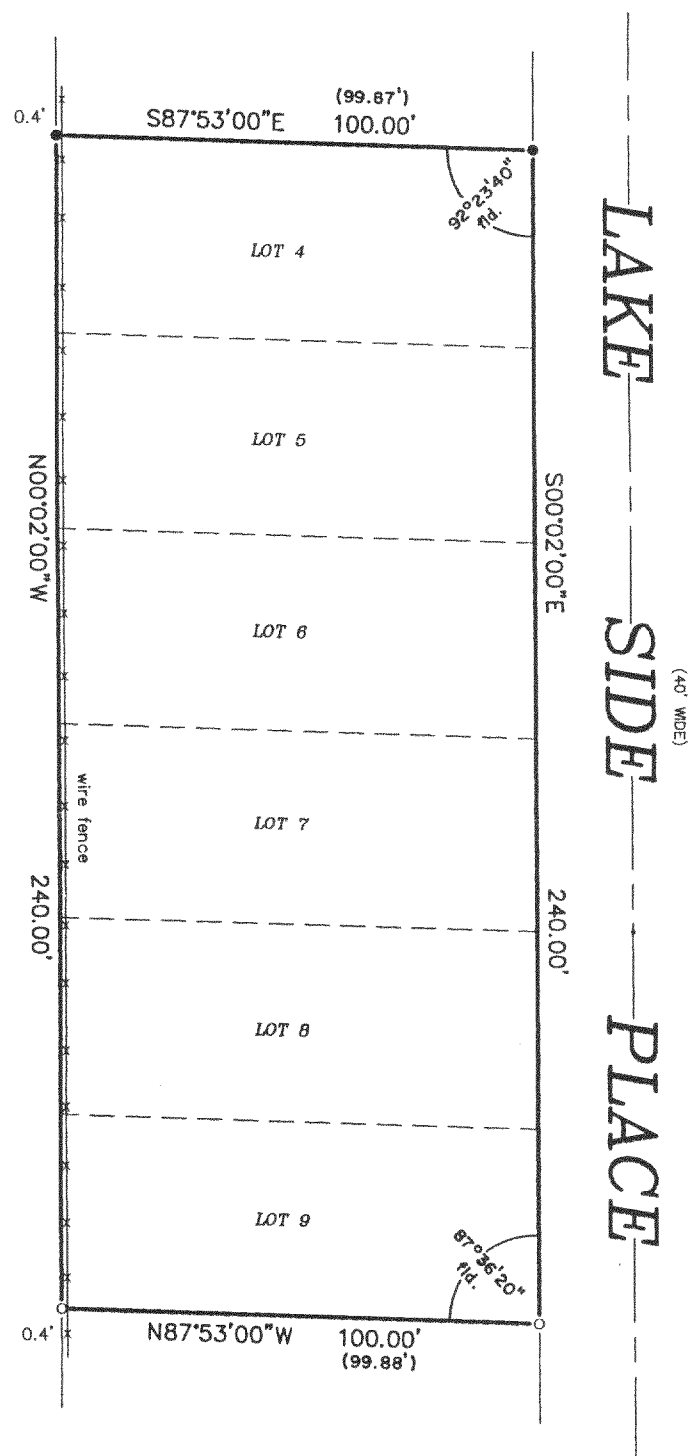 (99.87')
S87°53'00"E 100.00'
0.4'
92°23'40"
fld.
LOT 4
LAKE SIDE PLACE
(40' WIDE)
LOT 5
N00°02'00"W 240.00'
S00°02'00"E 240.00'
LOT 6
LOT 7
wire fence
LOT 8
LOT 9
87°36'20"
fld.
0.4'
N87°53'00"W 100.00'
(99.88')